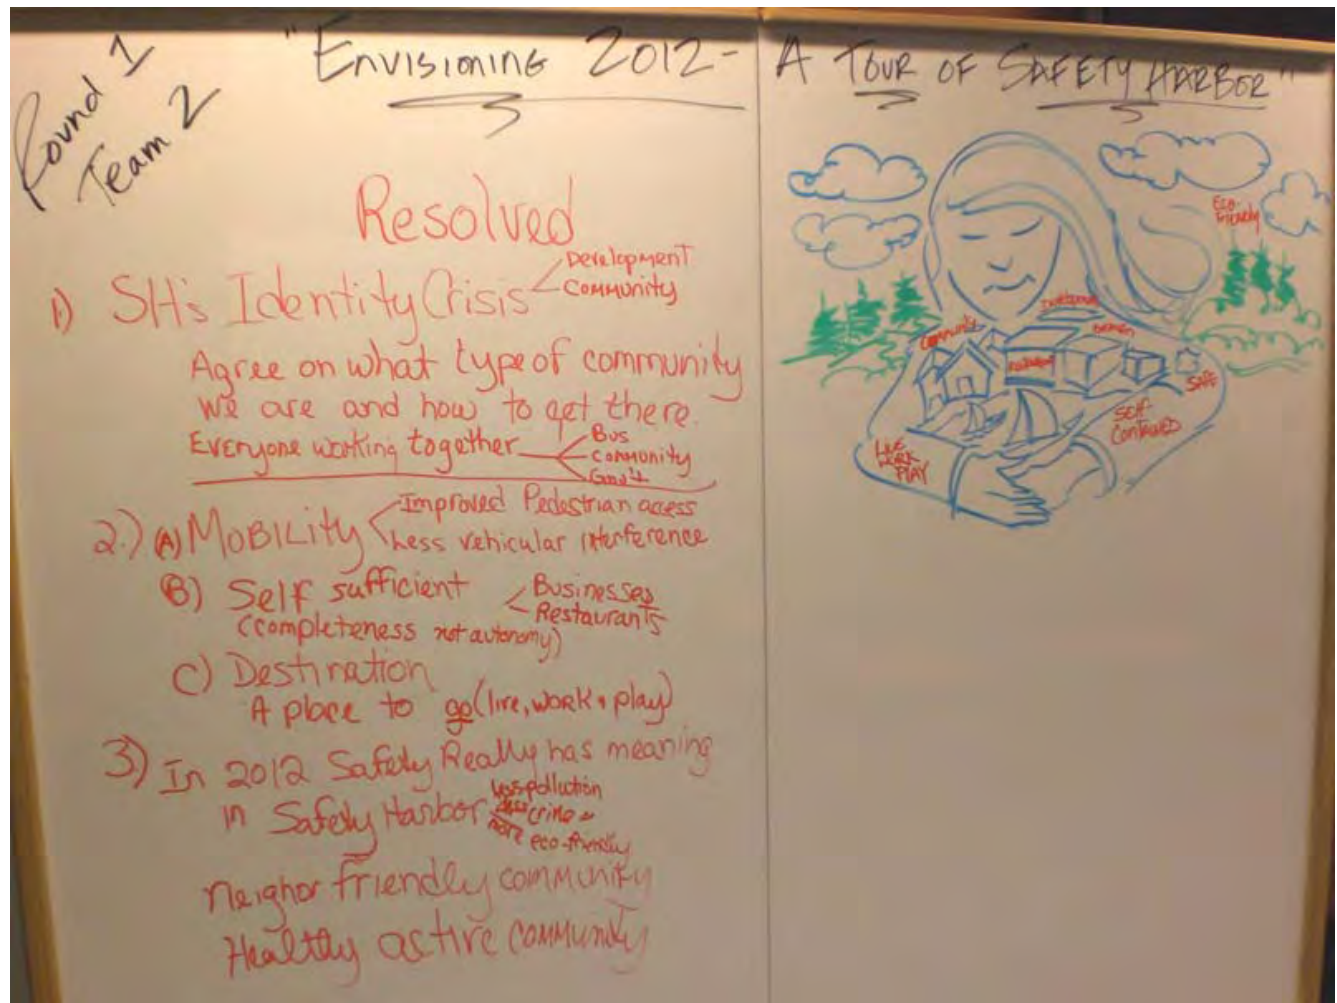 Round 1
Team 2
"Envisioning 2012 - A Tour of Safety Harbor"
Resolved
1.) SH's Identity Crisis
Development
Community
Agree on what type of community
we are and how to get there.
Everyone working together
Bus
Community
Gov't
2.) (A) Mobility
Improved Pedestrian access
Less vehicular interference
B) Self sufficient
Businesses
Restaurants
(completeness not autonomy)
C) Destination
A place to go (live, work + play)
3) In 2012 Safety Really has meaning
in Safety Harbor
less pollution
less crime
more eco-friendly
Neighor friendly community
Healthy active community
Eco-
friendly
Community
Restaurant
Safe
Self-
Contained
Live
Work
Play